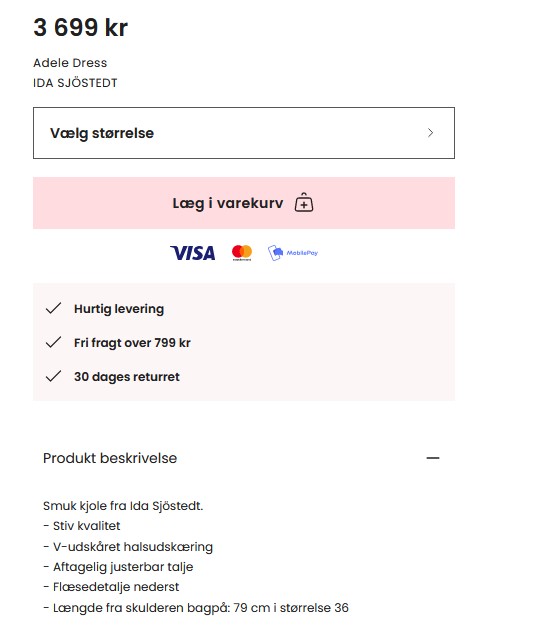 3 699 kr
Adele Dress
IDA SJÖSTEDT
Vælg størrelse
Læg i varekurv
VISA
MobilePay
Hurtig levering
Fri fragt over 799 kr
30 dages returret
Produkt beskrivelse
Smuk kjole fra Ida Sjöstedt.
- Stiv kvalitet
- V-udskåret halsudskæring
- Aftagelig justerbar talje
- Flæsedetalje nederst
- Længde fra skulderen bagpå: 79 cm i størrelse 36